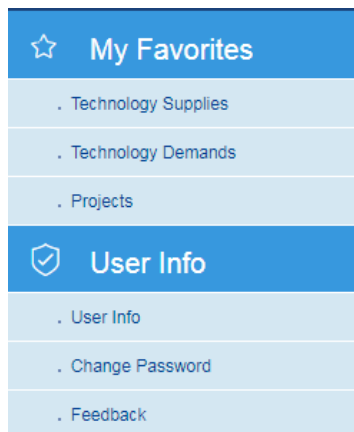 My Favorites
. Technology Supplies
. Technology Demands
. Projects
User Info
. User Info
. Change Password
. Feedback